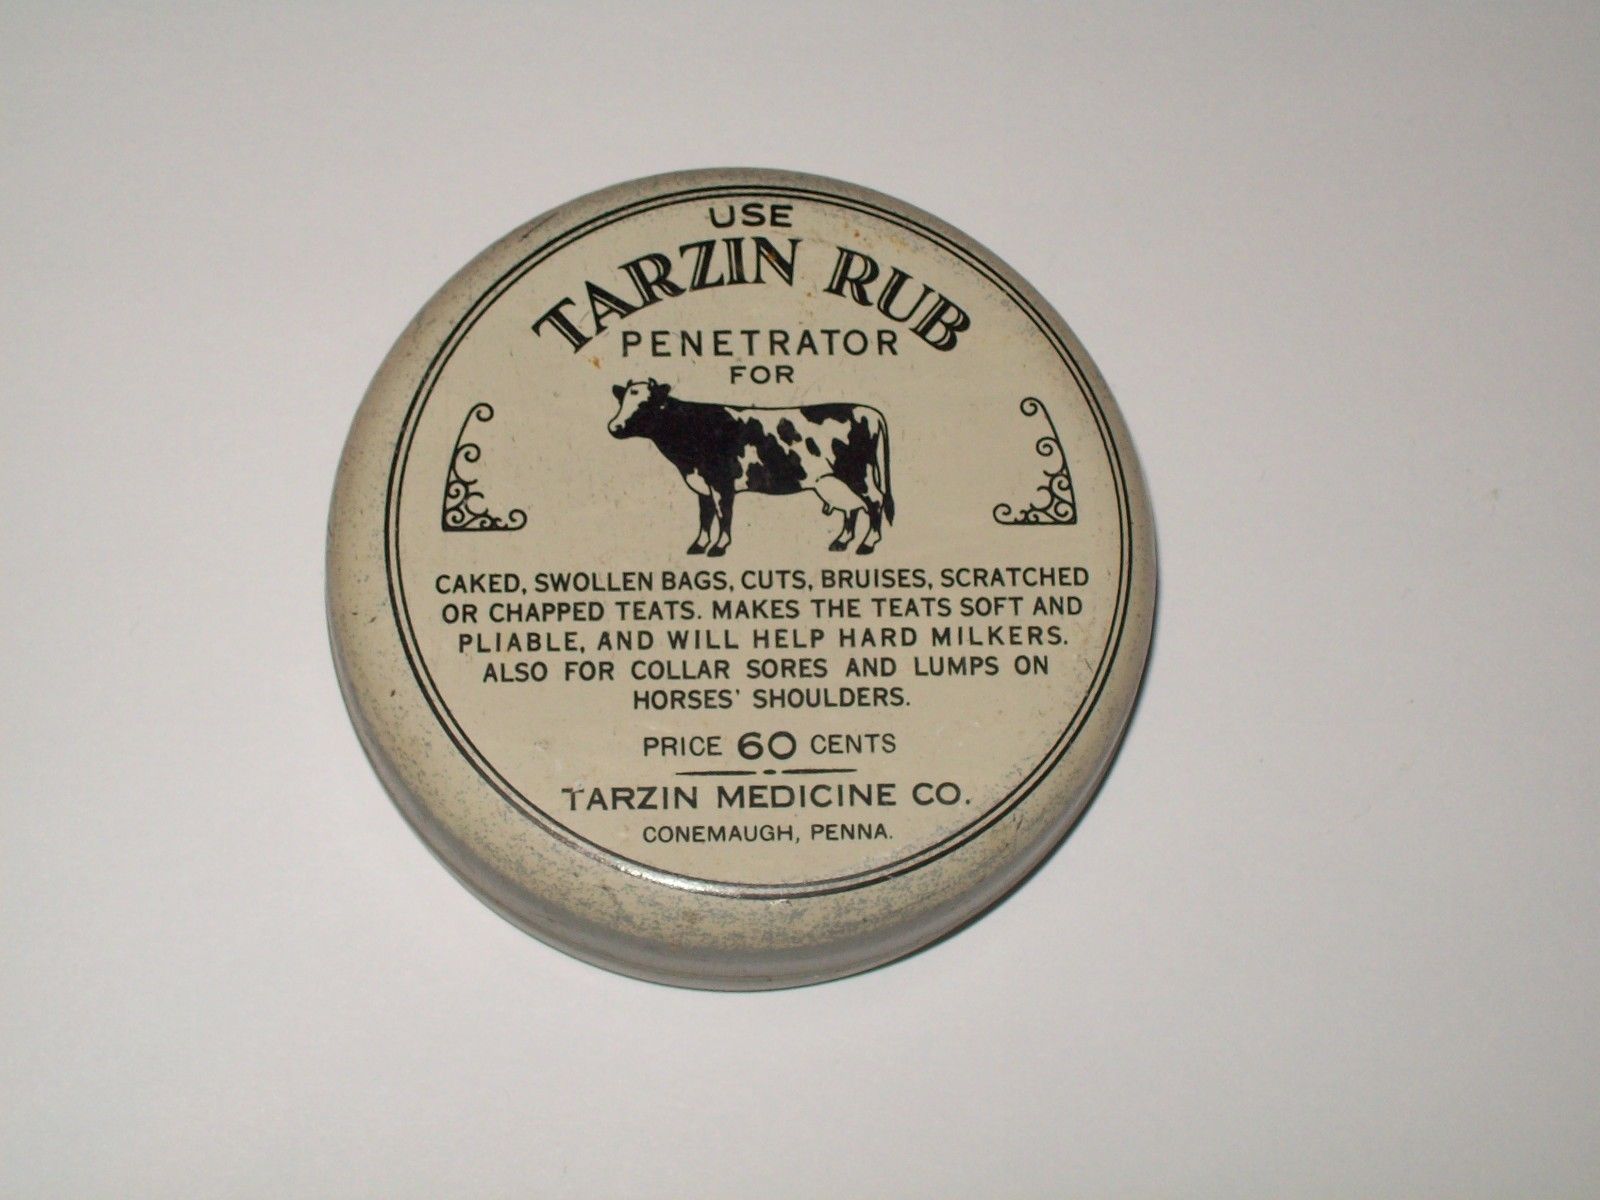 USE
TARZIN RUB
PENETRATOR
FOR
CAKED, SWOLLEN BAGS, CUTS, BRUISES, SCRATCHED
OR CHAPPED TEATS. MAKES THE TEATS SOFT AND
PLIABLE, AND WILL HELP HARD MILKERS.
ALSO FOR COLLAR SORES AND LUMPS ON
HORSES' SHOULDERS.
PRICE 60 CENTS
TARZIN MEDICINE CO.
CONEMAUGH, PENNA.